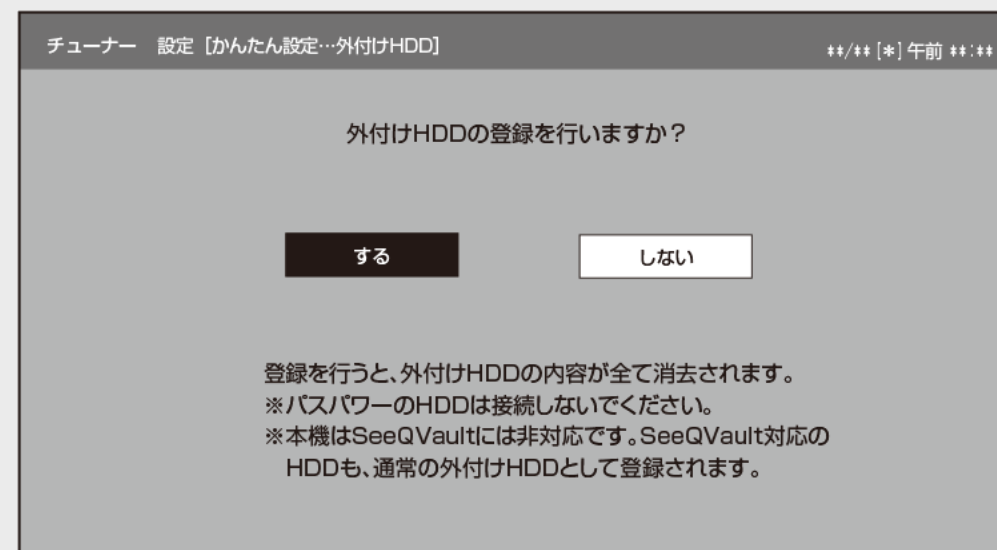 チューナー 設定 [かんたん設定…外付けHDD] **/** [*] 午前 **:**
外付けHDDの登録を行いますか？
する しない
登録を行うと、外付けHDDの内容が全て消去されます。
※パスパワーのHDDは接続しないでください。
※本機はSeeQVaultには非対応です。SeeQVault対応の
HDDも、通常の外付けHDDとして登録されます。